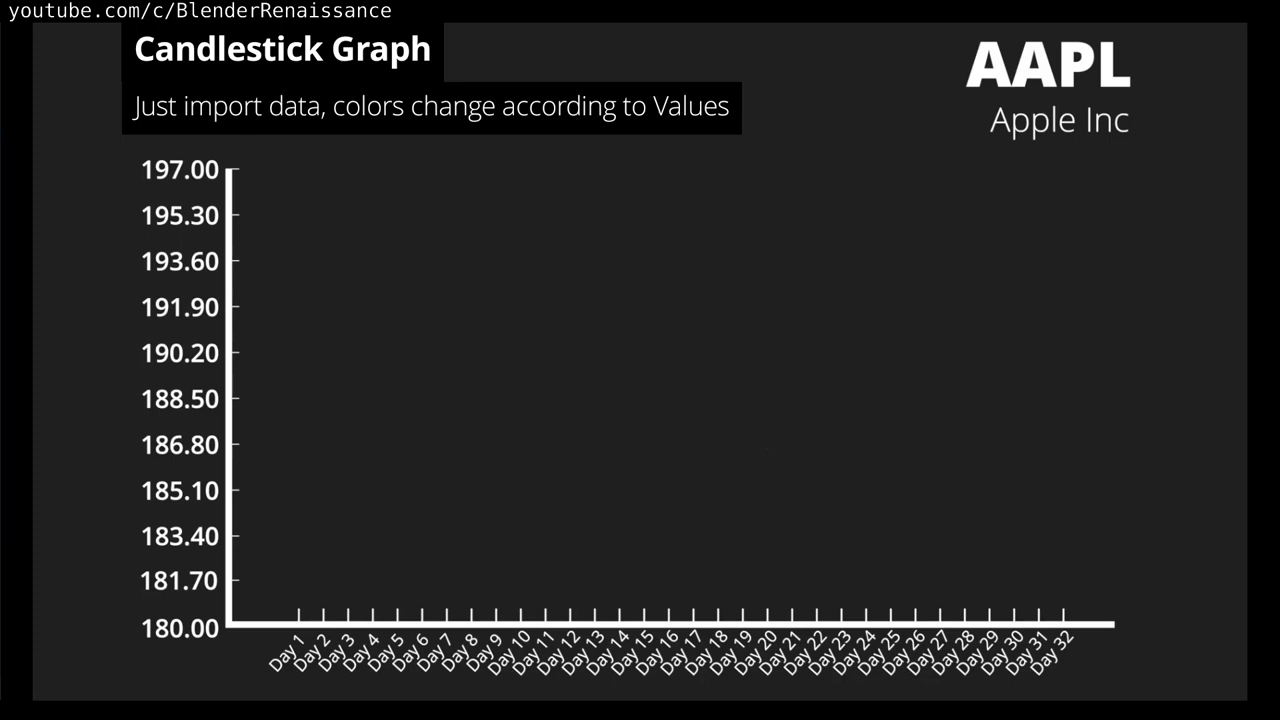 youtube.com/c/BlenderRenaissance
Candlestick Graph
AAPL
Just import data, colors change according to Values
Apple Inc
197.00
195.30
193.60
191.90
190.20
188.50
186.80
185.10
183.40
181.70
180.00
Day 1
Day 2
Day 3
Day 4
Day 5
Day 6
Day 7
Day 8
Day 9
Day 10
Day 11
Day 12
Day 13
Day 14
Day 15
Day 16
Day 17
Day 18
Day 19
Day 20
Day 21
Day 22
Day 23
Day 24
Day 25
Day 26
Day 27
Day 28
Day 29
Day 30
Day 31
Day 32